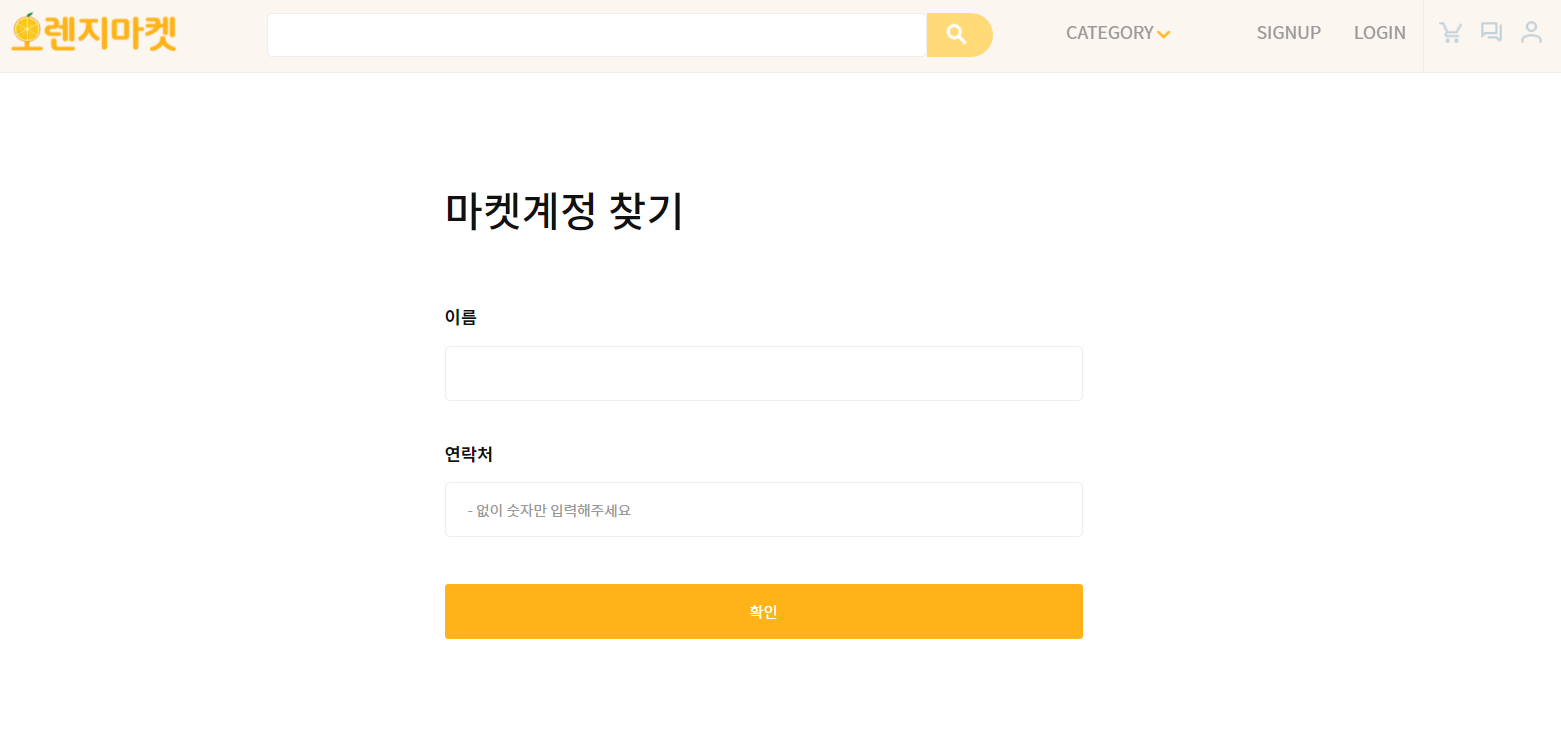 오렌지마켓
CATEGORY
SIGNUP
LOGIN
마켓계정 찾기
이름
연락처
- 없이 숫자만 입력해주세요
확인